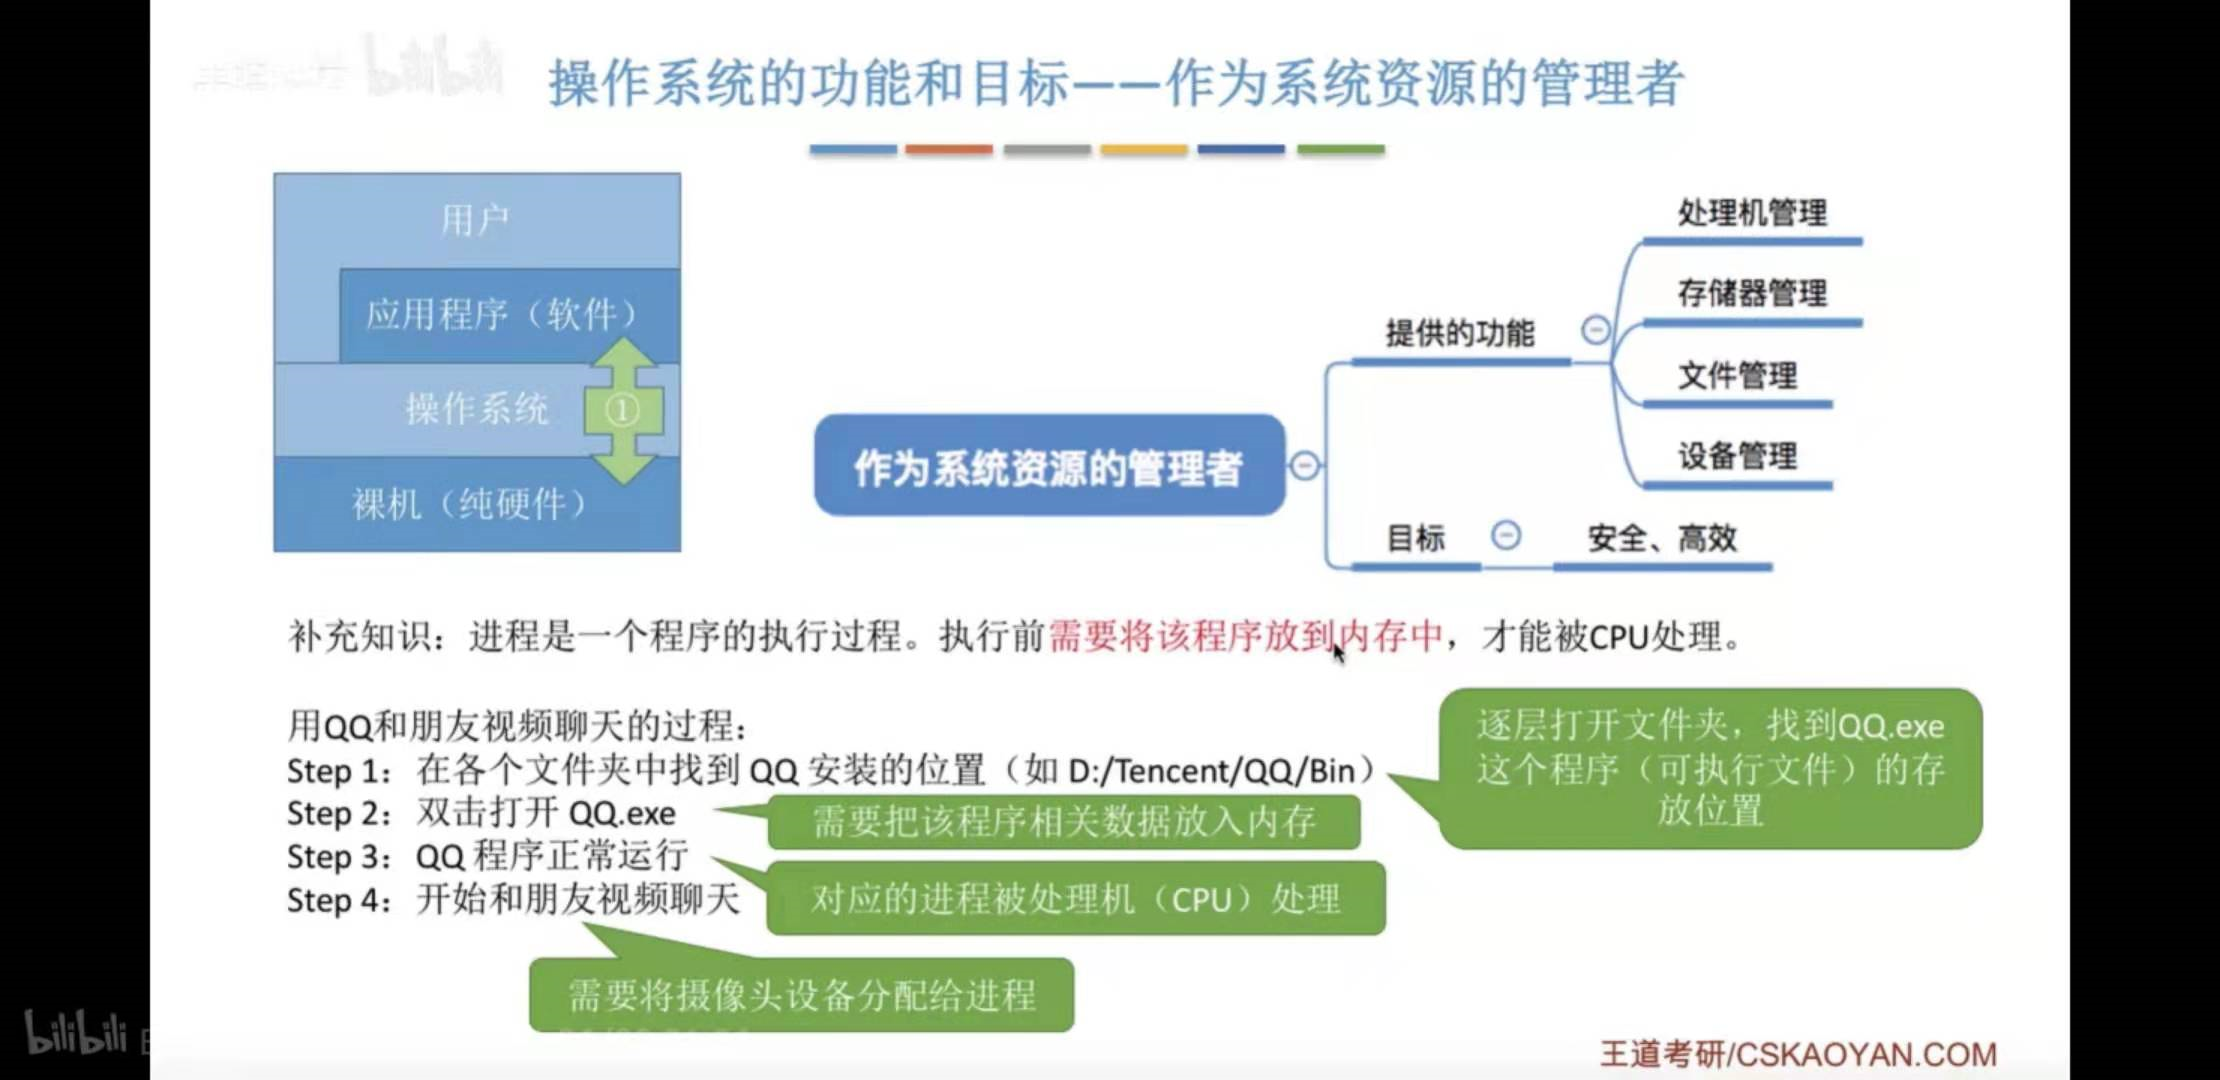 bilibili
操作系统的功能和目标——作为系统资源的管理者
用户
应用程序（软件）
操作系统
①
裸机（纯硬件）
作为系统资源的管理者
提供的功能
处理机管理
存储器管理
文件管理
设备管理
目标
安全、高效
补充知识：进程是一个程序的执行过程。执行前需要将该程序放到内存中，才能被CPU处理。
用QQ和朋友视频聊天的过程：
Step 1：在各个文件夹中找到 QQ 安装的位置（如 D:/Tencent/QQ/Bin）
逐层打开文件夹，找到QQ.exe
这个程序（可执行文件）的存
放位置
Step 2：双击打开 QQ.exe
需要把该程序相关数据放入内存
Step 3：QQ 程序正常运行
对应的进程被处理机（CPU）处理
Step 4：开始和朋友视频聊天
需要将摄像头设备分配给进程
bilibili
王道考研/CSKAOYAN.COM